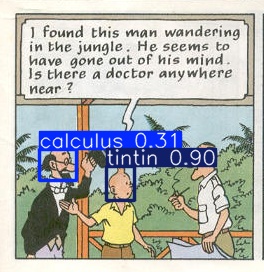 I found this man wandering
in the jungle. He seems to
have gone out of his mind.
Is there a doctor anywhere
near?
calculus 0.31
tintin 0.90